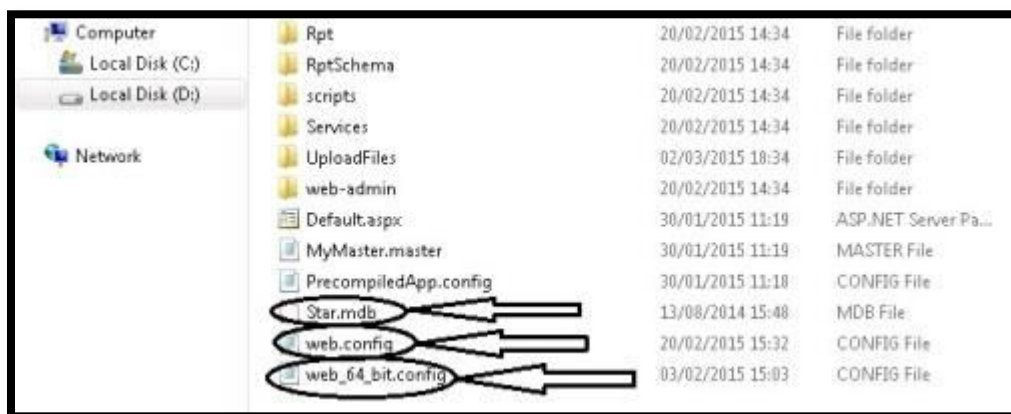 Computer
Local Disk (C:)
Local Disk (D:)
Network
Rpt 20/02/2015 14:34 File folder
RptSchema 20/02/2015 14:34 File folder
scripts 20/02/2015 14:34 File folder
Services 20/02/2015 14:34 File folder
UploadFiles 02/03/2015 18:34 File folder
web-admin 20/02/2015 14:34 File folder
Default.aspx 30/01/2015 11:19 ASP.NET Server Pa...
MyMaster.master 30/01/2015 11:19 MASTER File
PrecompiledApp.config 30/01/2015 11:18 CONFIG File
Star.mdb 13/08/2014 15:48 MDB File
web.config 20/02/2015 15:32 CONFIG File
web_64_bit.config 03/02/2015 15:03 CONFIG File